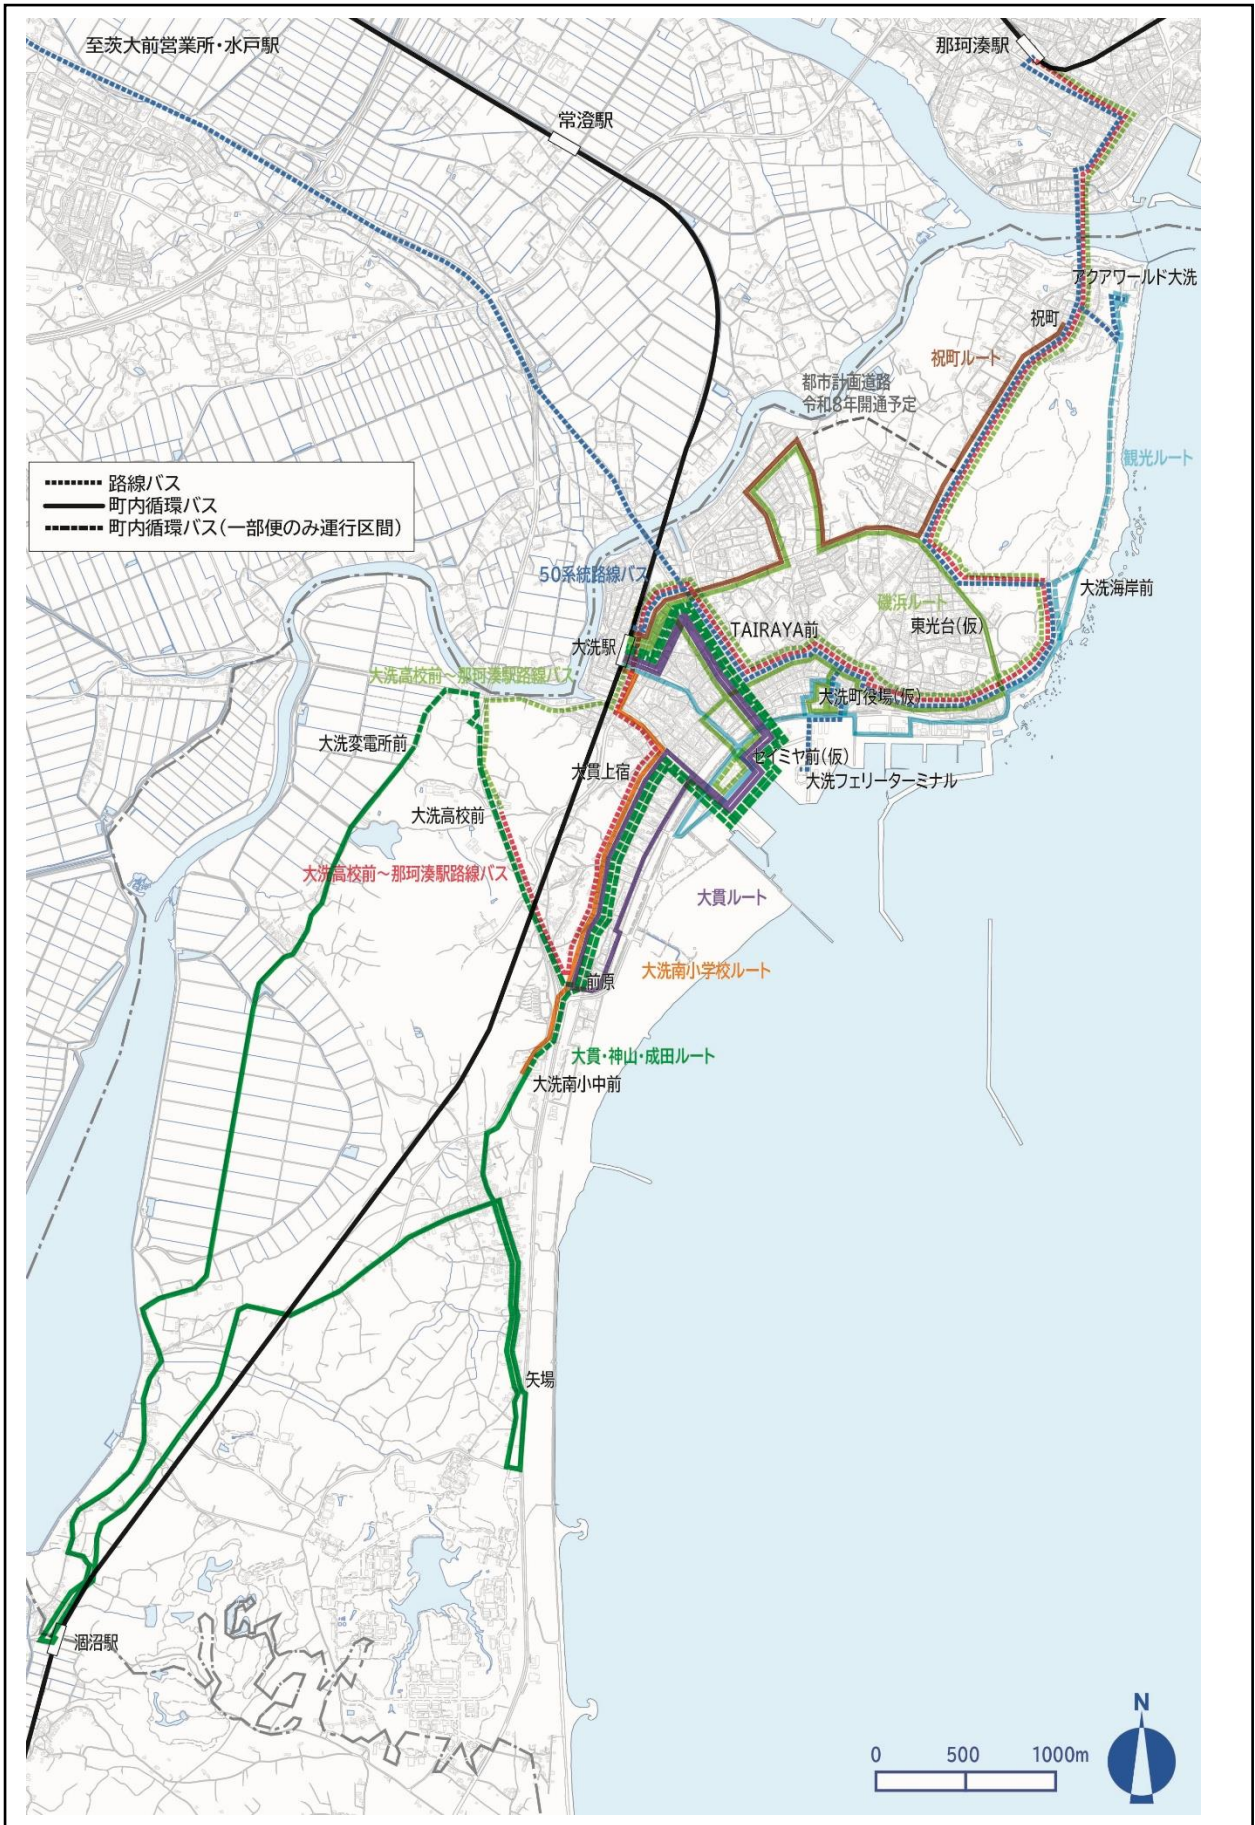 至茨大前営業所・水戸駅
那珂湊駅
常澄駅
アクアワールド大洗
祝町
祝町ルート
都市計画道路
令和8年開通予定
観光ルート
路線バス
町内循環バス
町内循環バス(一部便のみ運行区間)
50系統路線バス
大洗海岸前
磯浜ルート
東光台(仮)
TAIRAYA前
大洗駅
大洗高校前～那珂湊駅路線バス
大洗町役場(仮)
大洗変電所前
セイミヤ前(仮)
大貫上宿
大洗フェリーターミナル
大洗高校前
大洗高校前～那珂湊駅路線バス
大貫ルート
大洗南小学校ルート
前原
大貫・神山・成田ルート
大洗南小中前
矢場
涸沼駅
N
0 500 1000m